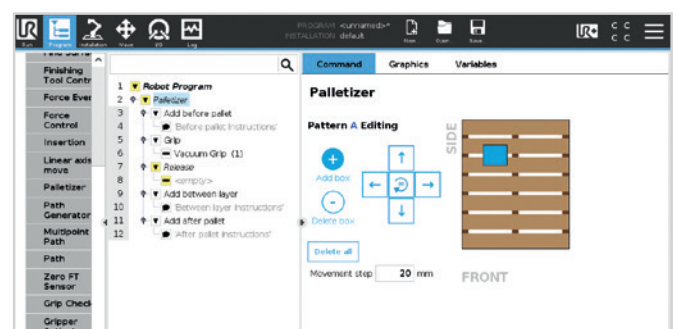 UR
PROGRAM <unnamed>*
INSTALLATION default
Run Program Installation Move I/O Log
New Open Save
UR+
C C
C C
Finishing
Tool Contr
Force Ever
Force
Control
Insertion
Linear axis
move
Palletizer
Path
Generator
Multipoint
Path
Path
Zero FT
Sensor
Grip Check
Gripper
1 Robot Program
2 Palletizer
3 Add before pallet
4 'Before pallet Instructions'
5 Grip
6 Vacuum Grip (1)
7 Release
8 <empty>
9 Add between layer
10 'Between layer Instructions'
11 Add after pallet
12 'After pallet Instructions'
Command Graphics Variables
Palletizer
Pattern A Editing
Add box
Delete box
Delete all
Movement step 20 mm
SIDE
FRONT